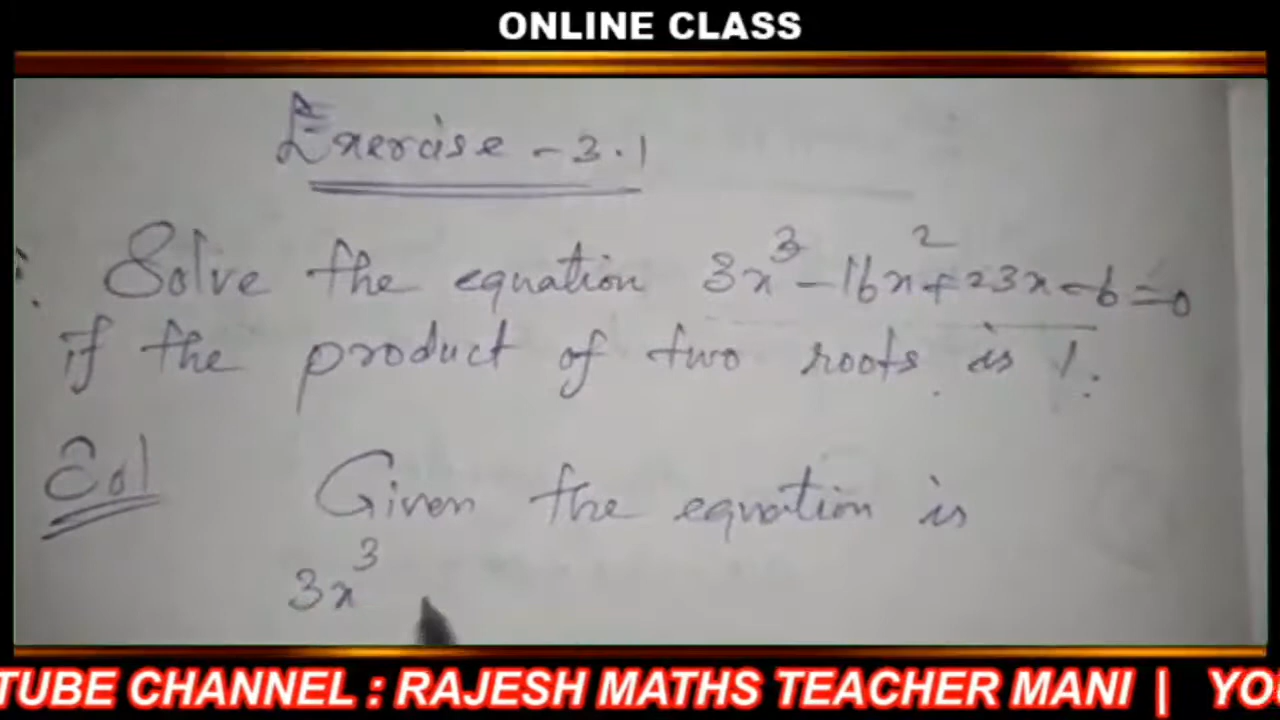 ONLINE CLASS
Exercise - 3.1
Solve the equation 3x³ - 16x² + 23x - 6 = 0
if the product of two roots is 1.
Sol
Given the equation is
3x³
TUBE CHANNEL : RAJESH MATHS TEACHER MANI | YO